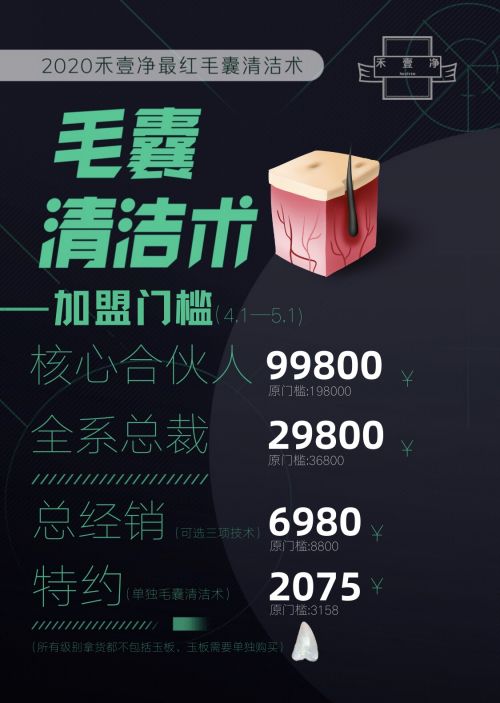 2020禾壹净最红毛囊清洁术
禾壹净
毛囊
清洁术
加盟门槛(4.1—5.1)
核心合伙人 99800 ¥
原门槛:198000
全系总裁 29800 ¥
原门槛:36800
总经销(可选三项技术) 6980 ¥
原门槛:8800
特约(单独毛囊清洁术) 2075 ¥
原门槛:3158
(所有级别拿货都不包括玉板，玉板需要单独购买)